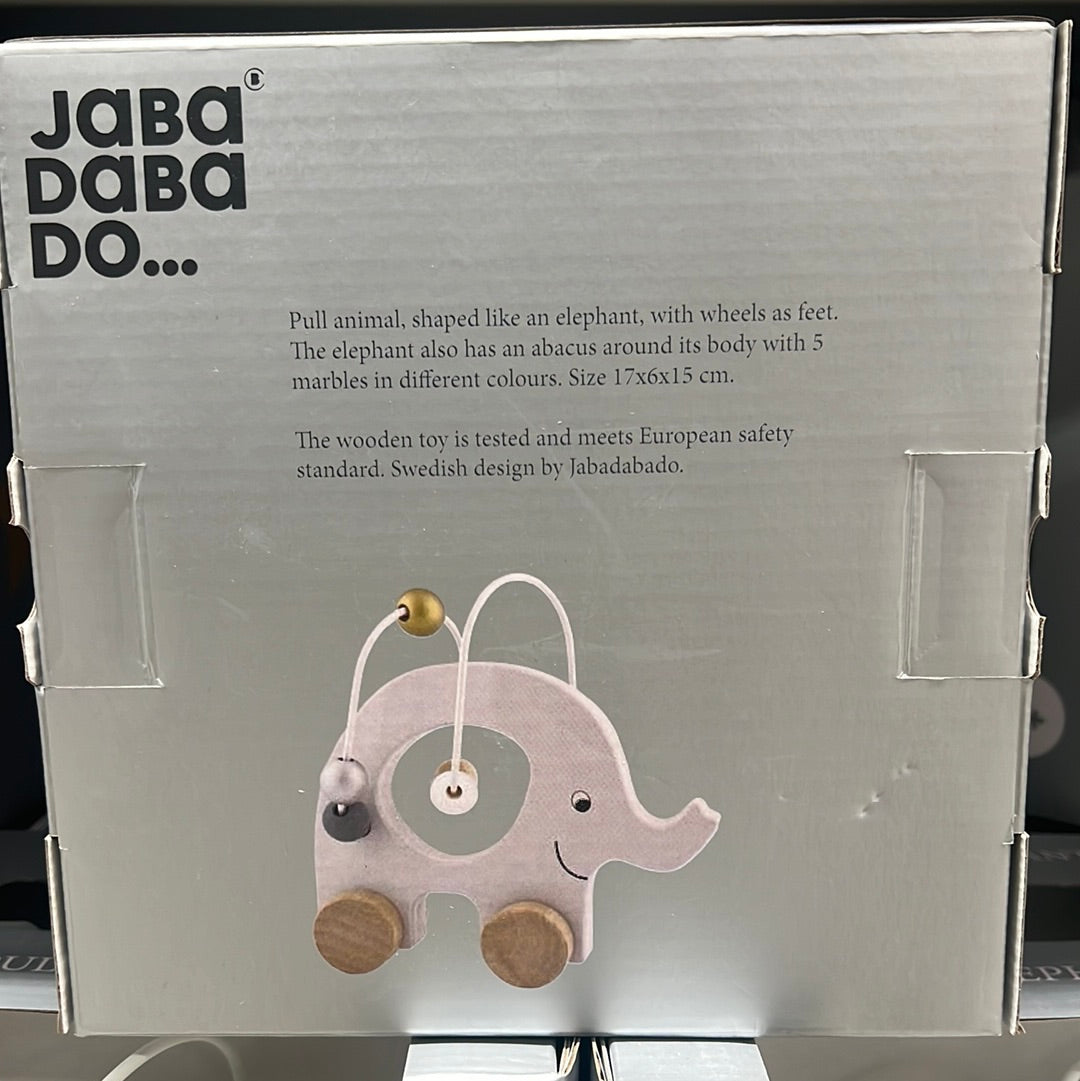 JABA
DABA
DO...
Pull animal, shaped like an elephant, with wheels as feet.
The elephant also has an abacus around its body with 5
marbles in different colours. Size 17x6x15 cm.
The wooden toy is tested and meets European safety
standard. Swedish design by Jabadabado.